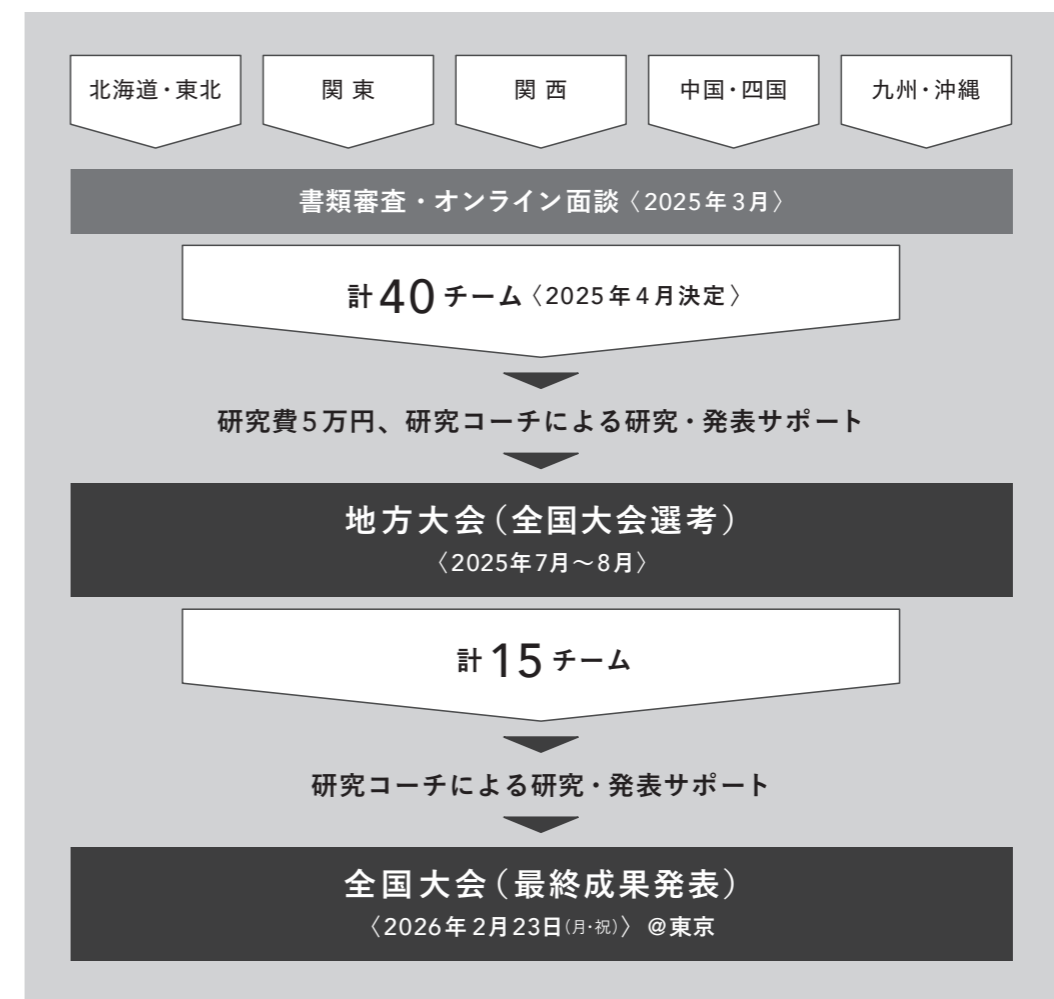 北海道・東北
関東
関西
中国・四国
九州・沖縄
書類審査・オンライン面談〈2025年3月〉
計40チーム〈2025年4月決定〉
研究費5万円、研究コーチによる研究・発表サポート
地方大会(全国大会選考)
〈2025年7月〜8月〉
計15チーム
研究コーチによる研究・発表サポート
全国大会(最終成果発表)
〈2026年2月23日(月・祝)〉@東京